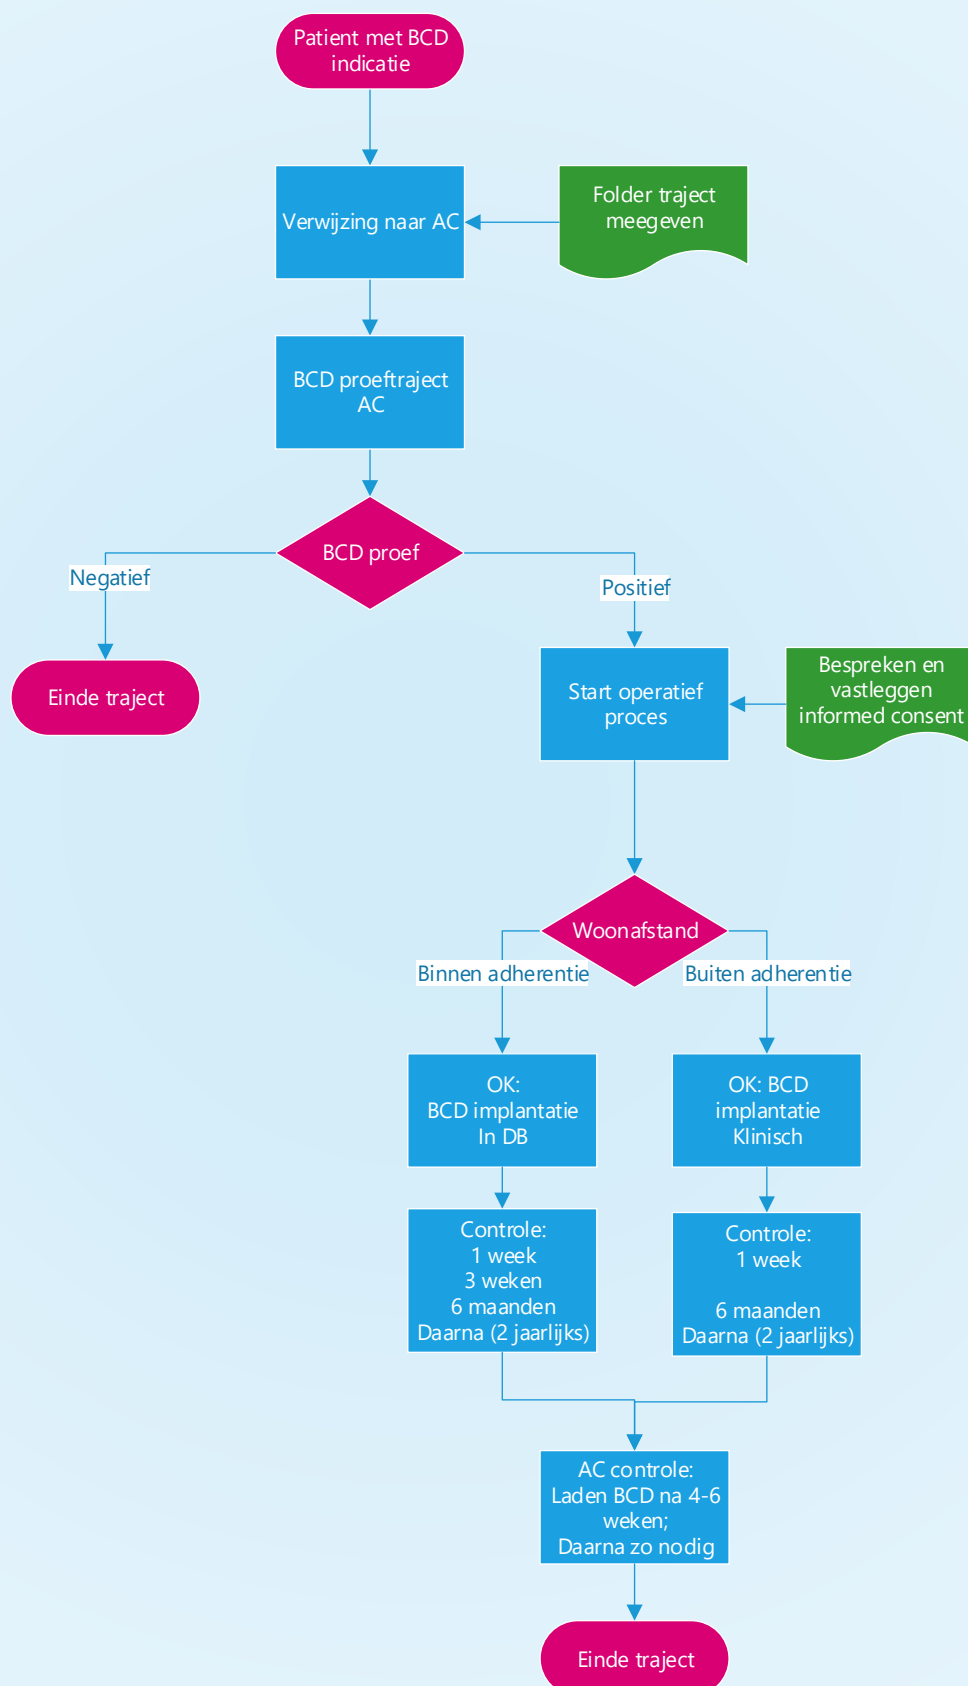 Patient met BCD
indicatie
Verwijzing naar AC
Folder traject
meegeven
BCD proeftraject
AC
BCD proef
Negatief
Positief
Einde traject
Start operatief
proces
Bespreken en
vastleggen
informed consent
Woonafstand
Binnen adherentie
Buiten adherentie
OK:
BCD implantatie
In DB
OK: BCD
implantatie
Klinisch
Controle:
1 week
3 weken
6 maanden
Daarna (2 jaarlijks)
Controle:
1 week
6 maanden
Daarna (2 jaarlijks)
AC controle:
Laden BCD na 4-6
weken;
Daarna zo nodig
Einde traject